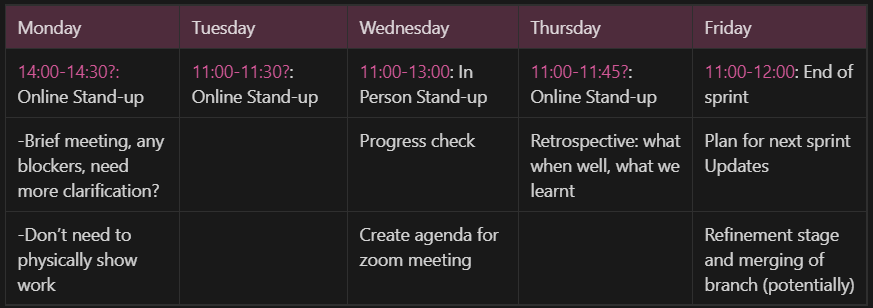 Monday
Tuesday
Wednesday
Thursday
Friday
14:00-14:30?:
Online Stand-up
11:00-11:30?:
Online Stand-up
11:00-13:00: In
Person Stand-up
11:00-11:45?:
Online Stand-up
11:00-12:00: End of
sprint
-Brief meeting, any
blockers, need
more clarification?
Progress check
Retrospective: what
when well, what we
learnt
Plan for next sprint
Updates
-Don’t need to
physically show
work
Create agenda for
zoom meeting
Refinement stage
and merging of
branch (potentially)